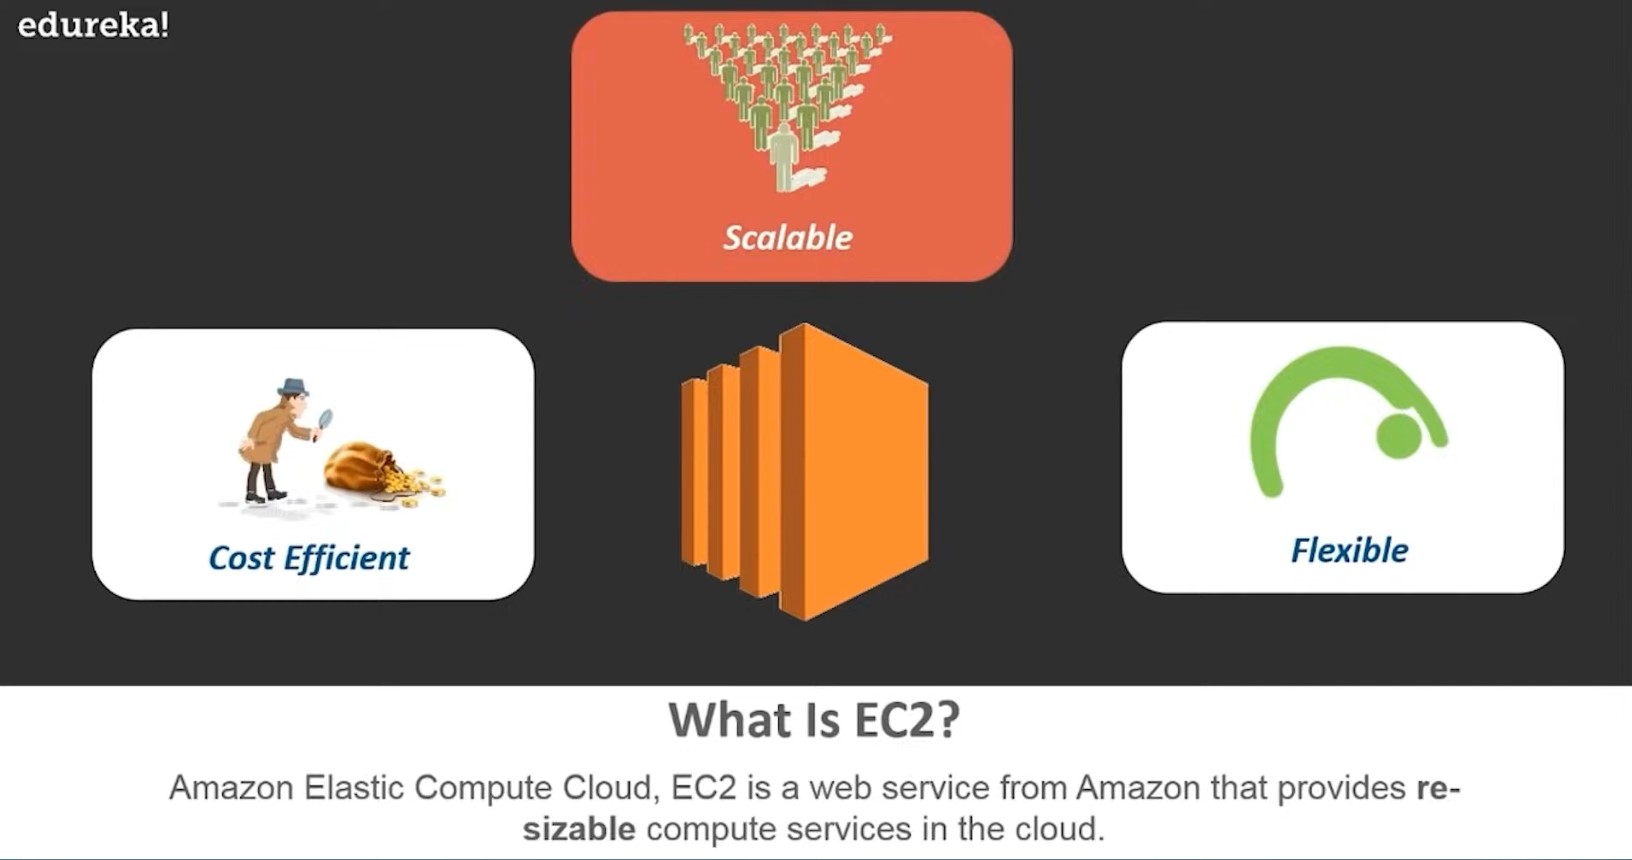 edureka!
Scalable
Cost Efficient
Flexible
What Is EC2?
Amazon Elastic Compute Cloud, EC2 is a web service from Amazon that provides re-
sizable compute services in the cloud.